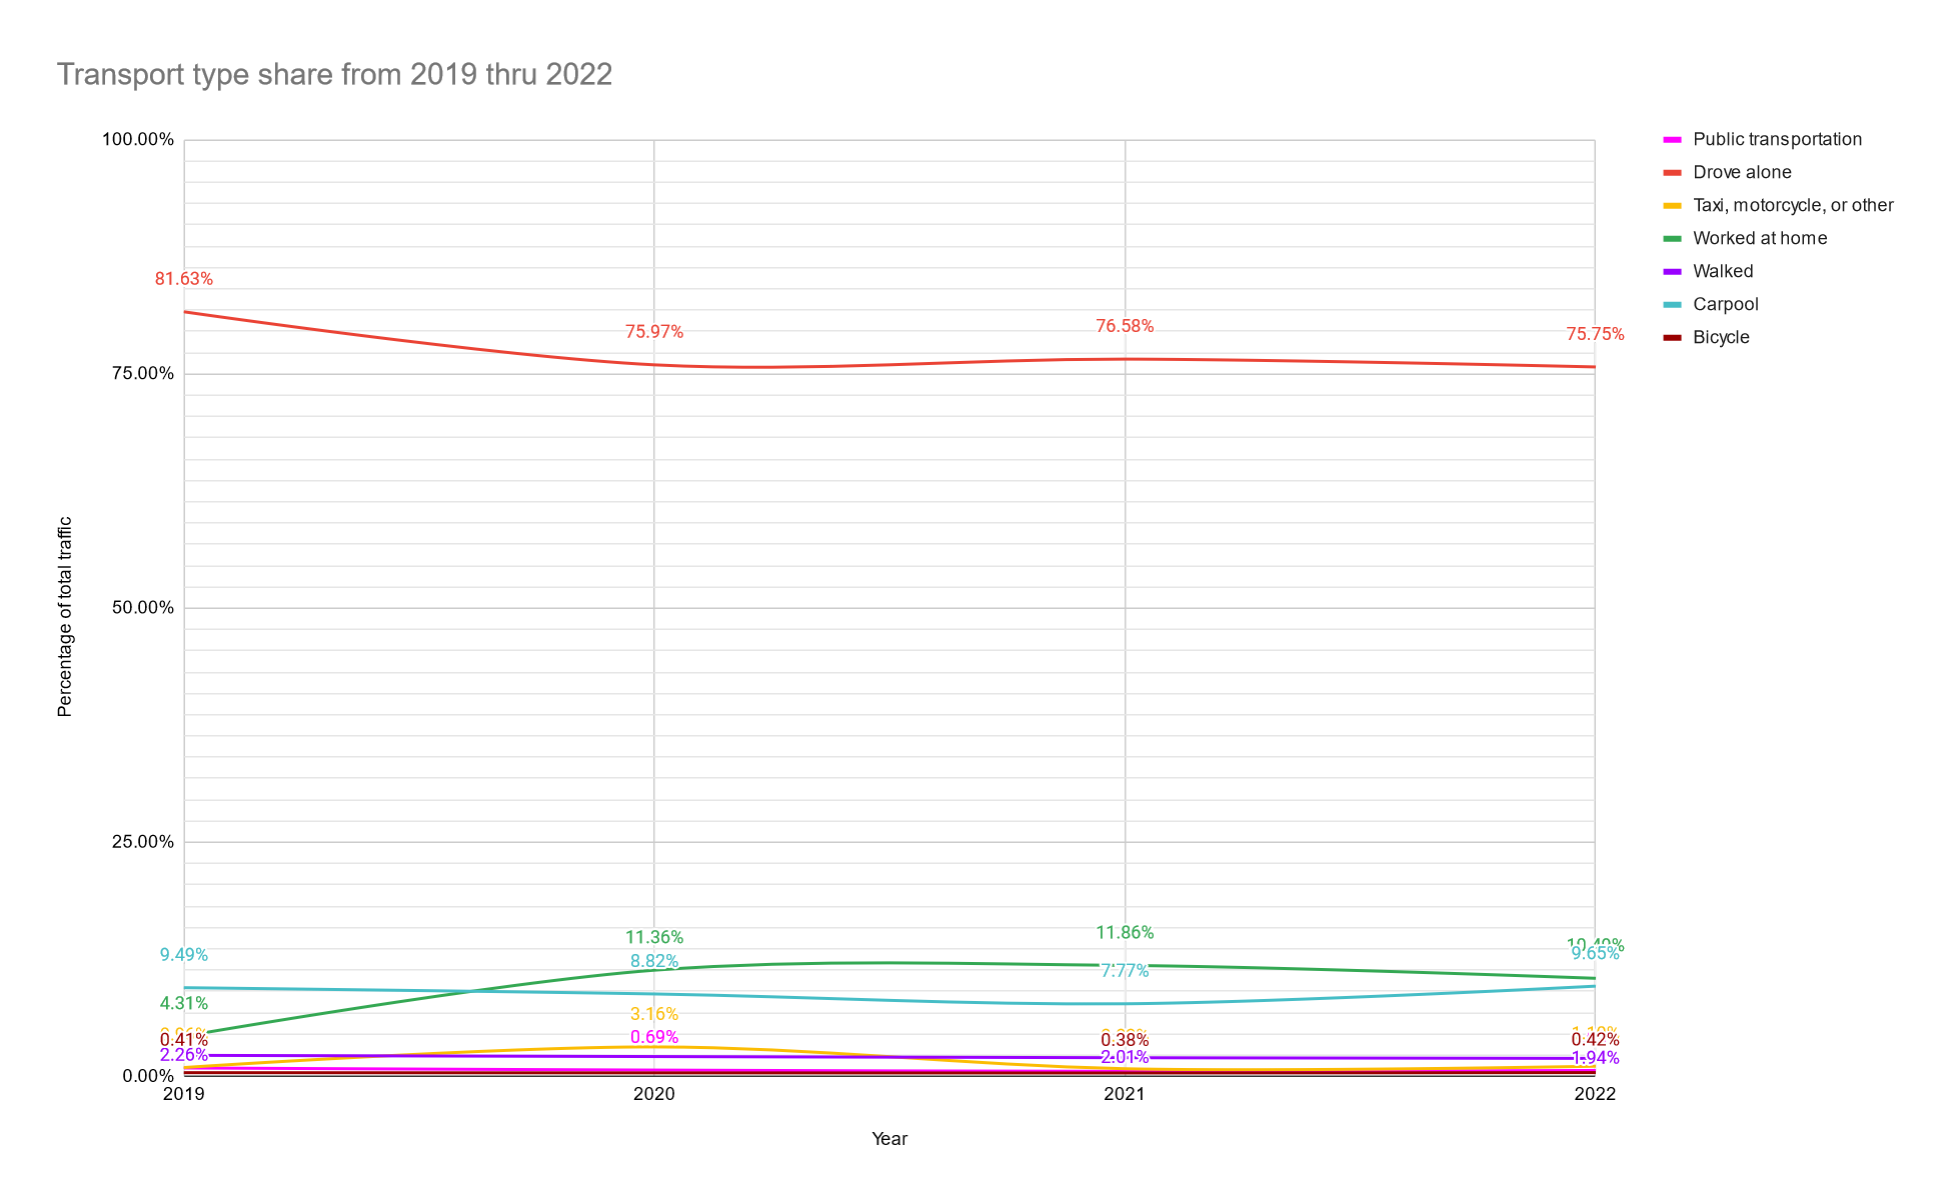 Transport type share from 2019 thru 2022
100.00%
75.00%
50.00%
25.00%
0.00%
Percentage of total traffic
81.63%
75.97%
76.58%
75.75%
9.49%
4.31%
0.41%
2.26%
11.36%
8.82%
3.16%
0.69%
11.86%
7.77%
0.38%
2.01%
9.65%
0.42%
1.94%
2019
2020
2021
2022
Year
Public transportation
Drove alone
Taxi, motorcycle, or other
Worked at home
Walked
Carpool
Bicycle